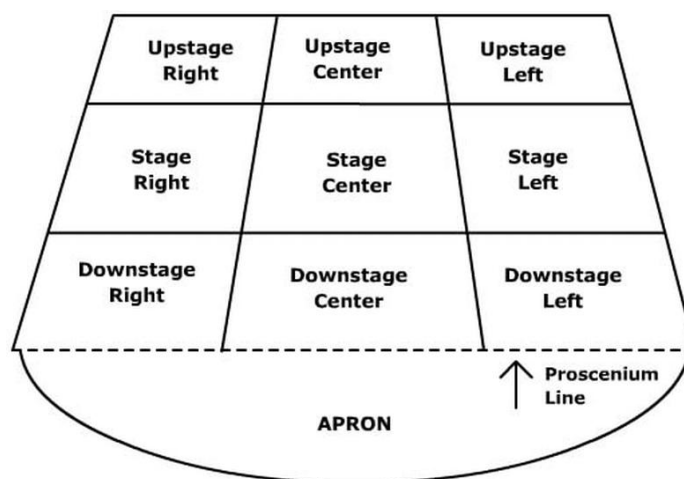 Upstage
Right
Upstage
Center
Upstage
Left
Stage
Right
Stage
Center
Stage
Left
Downstage
Right
Downstage
Center
Downstage
Left
Proscenium
Line
APRON